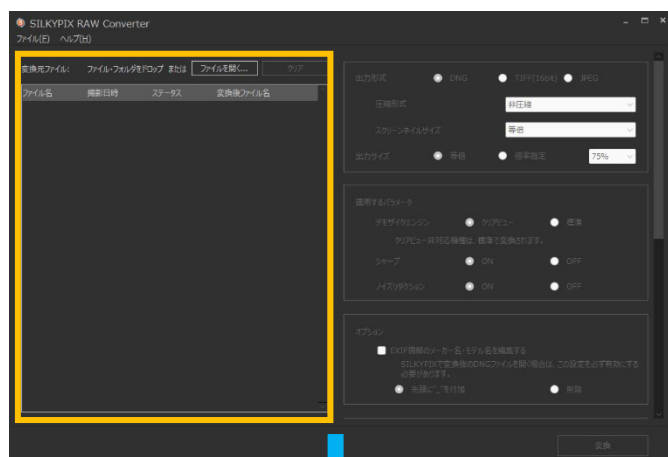 SILKYPIX RAW Converter
ファイル(F) ヘルプ(H)
変換元ファイル: ファイル・フォルダをドロップ または ファイルを開く... クリア
ファイル名 撮影日時 ステータス 変換後ファイル名
出力形式 DNG TIFF(16bit) JPEG
圧縮形式 非圧縮
スクリーンネイルサイズ 等倍
出力サイズ 等倍 倍率指定 75%
適用するパラメータ
デモザイクエンジン クリアビュー 標準
クリアビュー非対応機種は、標準で変換されます。
シャープ ON OFF
ノイズリダクション ON OFF
オプション
EXIF情報のメーカー名・モデル名を編集する
SILKYPIXで変換後のDNGファイルを開く場合は、この設定を必ず有効にする
必要があります。
先頭に"_"を付加 削除
変換